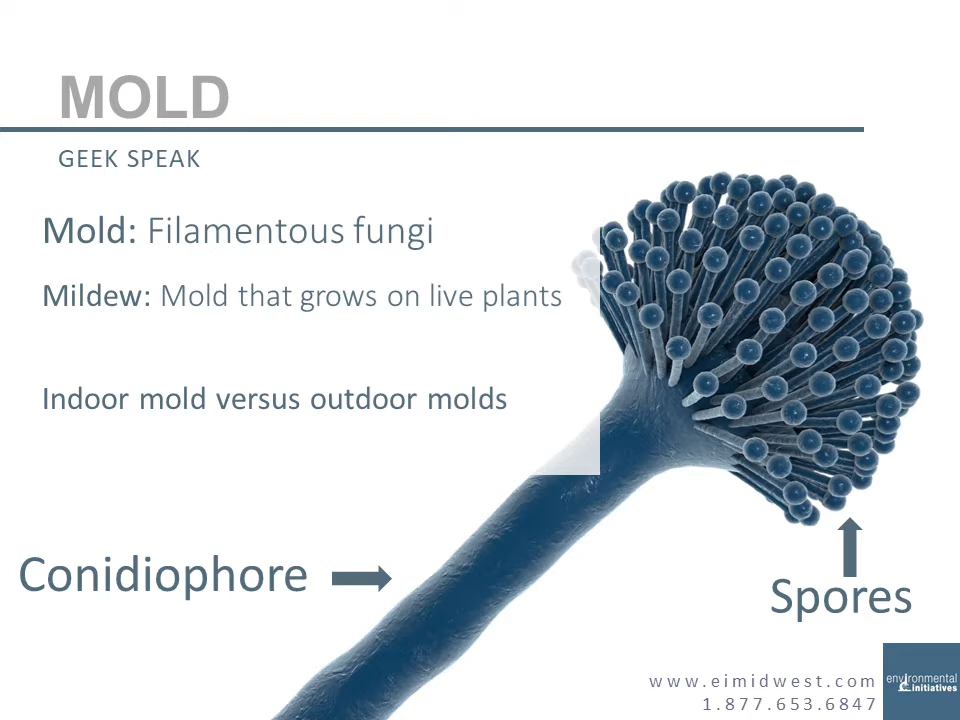 MOLD
GEEK SPEAK
Mold: Filamentous fungi
Mildew: Mold that grows on live plants
Indoor mold versus outdoor molds
Conidiophore
Spores
www.eimidwest.com
1.877.653.6847
environmental
initiatives